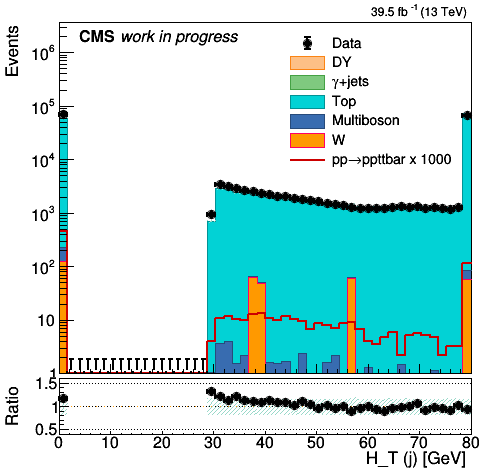 39.5 fb⁻¹ (13 TeV)
CMS work in progress
Events
Data
DY
γ+jets
Top
Multiboson
W
pp→ppttbar x 1000
10⁶
10⁵
10⁴
10³
10²
10
1
Ratio
1.5
1
0.5
0 10 20 30 40 50 60 70 80
H_T (j) [GeV]